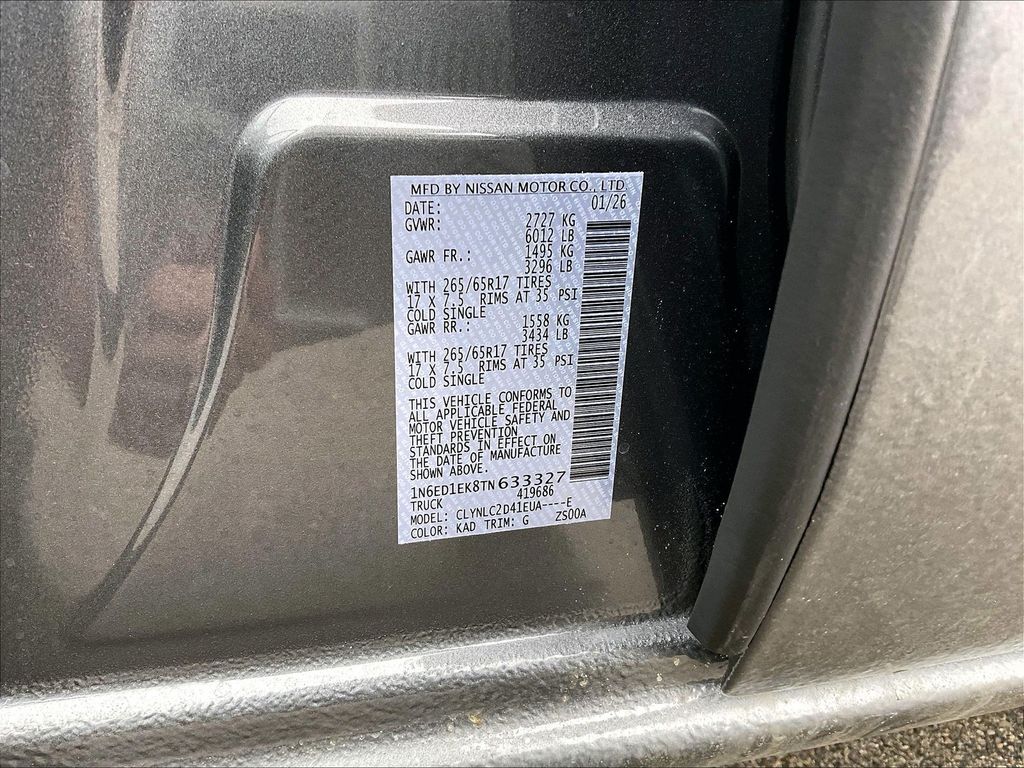 MFD BY NISSAN MOTOR CO., LTD.
DATE: 01/26
GVWR: 2727 KG
6012 LB
GAWR FR.: 1495 KG
3296 LB
WITH 265/65R17 TIRES
17 X 7.5 RIMS AT 35 PSI
COLD SINGLE
GAWR RR.: 1558 KG
3434 LB
WITH 265/65R17 TIRES
17 X 7.5 RIMS AT 35 PSI
COLD SINGLE
THIS VEHICLE CONFORMS TO
ALL APPLICABLE FEDERAL
MOTOR VEHICLE SAFETY AND
THEFT PREVENTION
STANDARDS IN EFFECT ON
THE DATE OF MANUFACTURE
SHOWN ABOVE.
1N6ED1EK8TN633327
TRUCK 419686
MODEL: CLYNLC2D41EUA----E
COLOR: KAD TRIM: G ZS00A